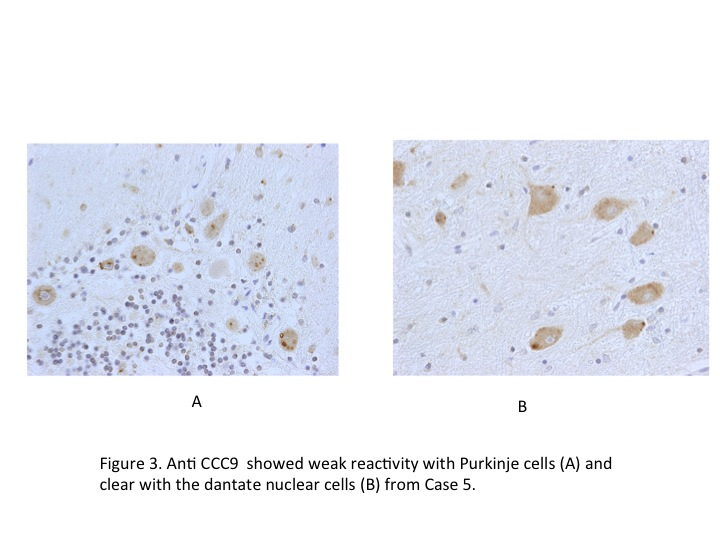 A
B
Figure 3. Anti CCC9 showed weak reactivity with Purkinje cells (A) and
clear with the dantate nuclear cells (B) from Case 5.